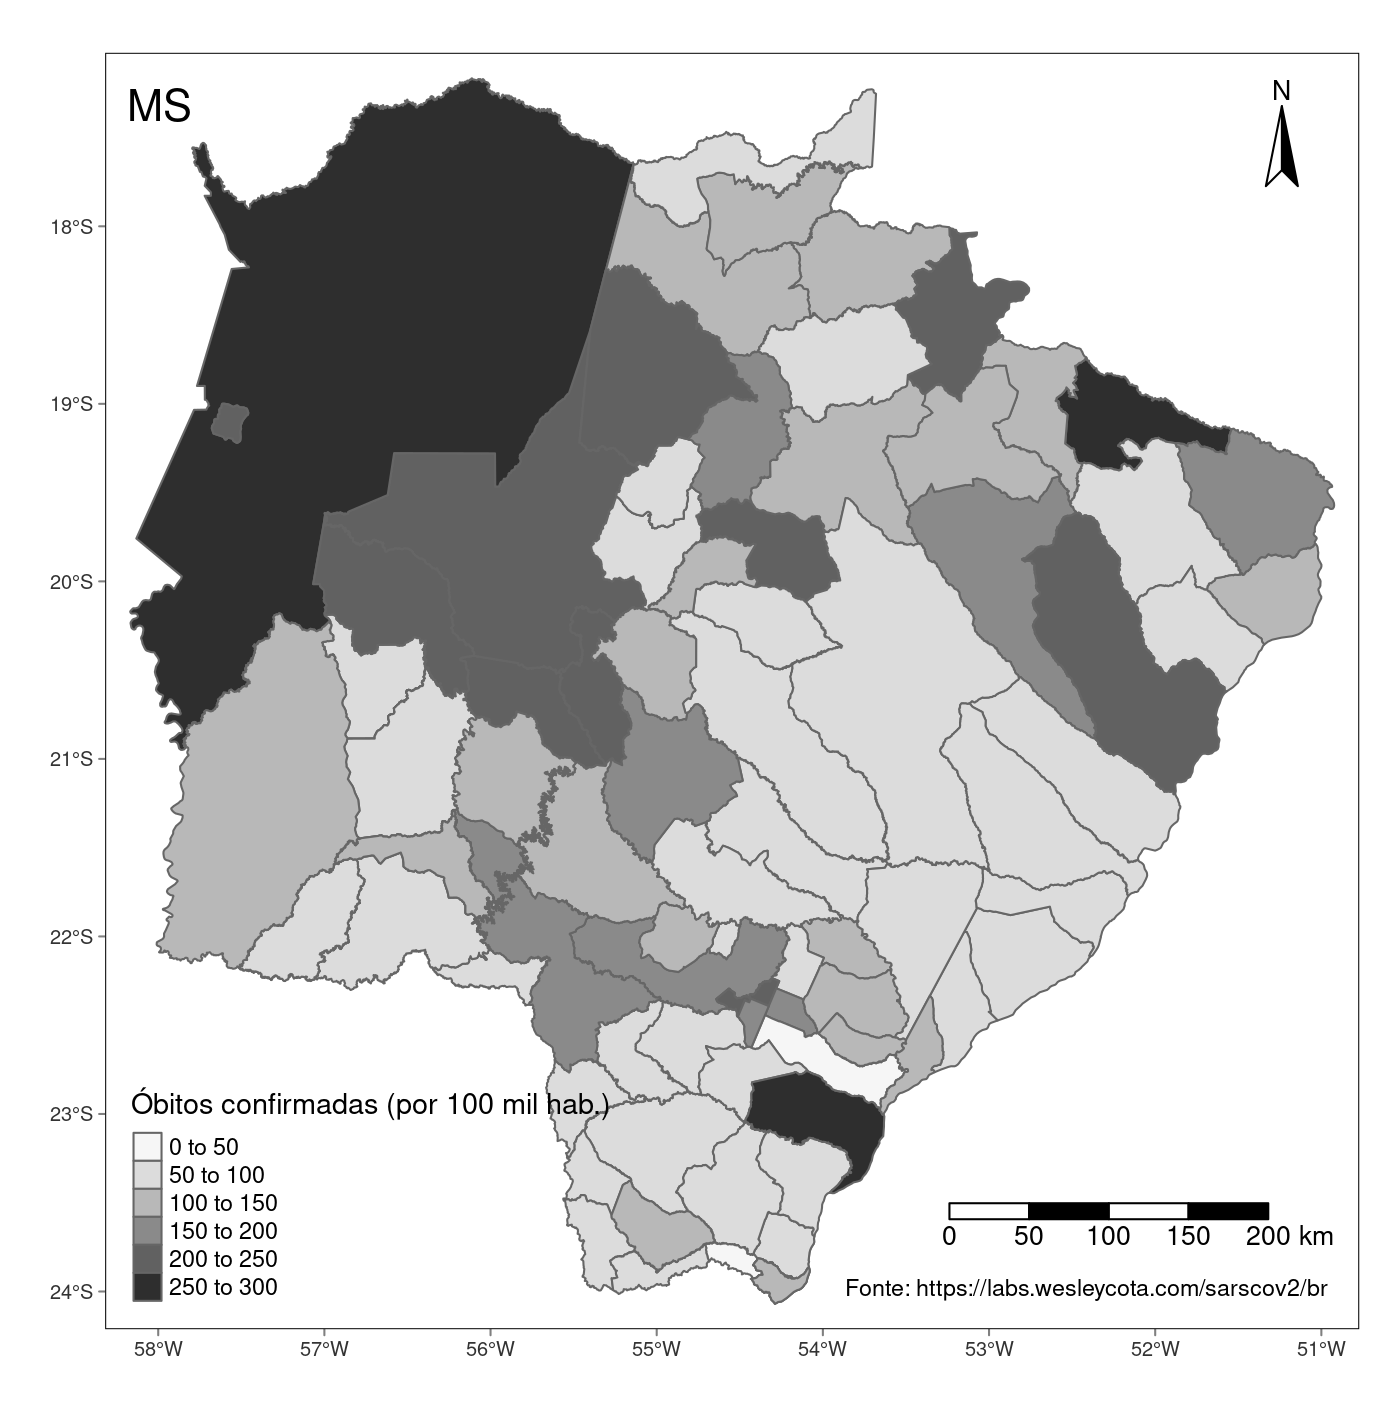 MS
N
18°S
19°S
20°S
21°S
22°S
23°S
24°S
Óbitos confirmadas (por 100 mil hab.)
0 to 50
50 to 100
100 to 150
150 to 200
200 to 250
250 to 300
0 50 100 150 200 km
Fonte: https://labs.wesleycota.com/sarscov2/br
58°W 57°W 56°W 55°W 54°W 53°W 52°W 51°W